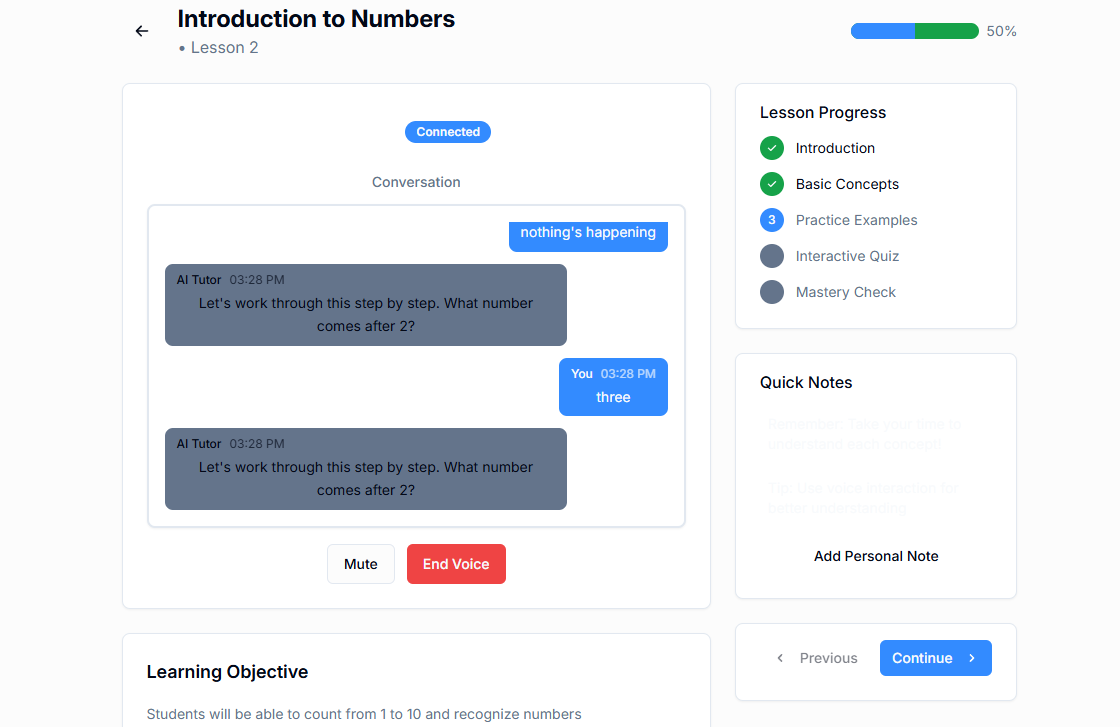 Introduction to Numbers
• Lesson 2
50%
Connected
Conversation
nothing's happening
AI Tutor 03:28 PM
Let's work through this step by step. What number
comes after 2?
You 03:28 PM
three
AI Tutor 03:28 PM
Let's work through this step by step. What number
comes after 2?
Mute
End Voice
Learning Objective
Students will be able to count from 1 to 10 and recognize numbers
Lesson Progress
Introduction
Basic Concepts
3 Practice Examples
Interactive Quiz
Mastery Check
Quick Notes
Remember: Take your time to
understand each concept!
Tip: Use voice interaction for
better understanding
Add Personal Note
Previous
Continue